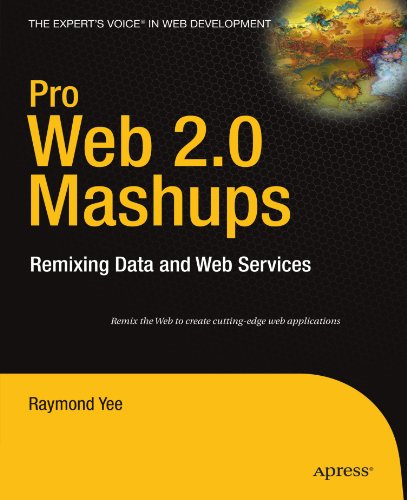 THE EXPERT'S VOICE® IN WEB DEVELOPMENT
Pro
Web 2.0
Mashups
Remixing Data and Web Services
Remix the Web to create cutting-edge web applications
Raymond Yee
Apress®